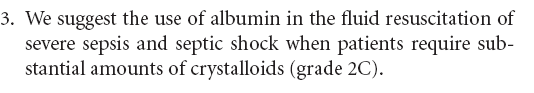 3. We suggest the use of albumin in the fluid resuscitation of
severe sepsis and septic shock when patients require sub-
stantial amounts of crystalloids (grade 2C).